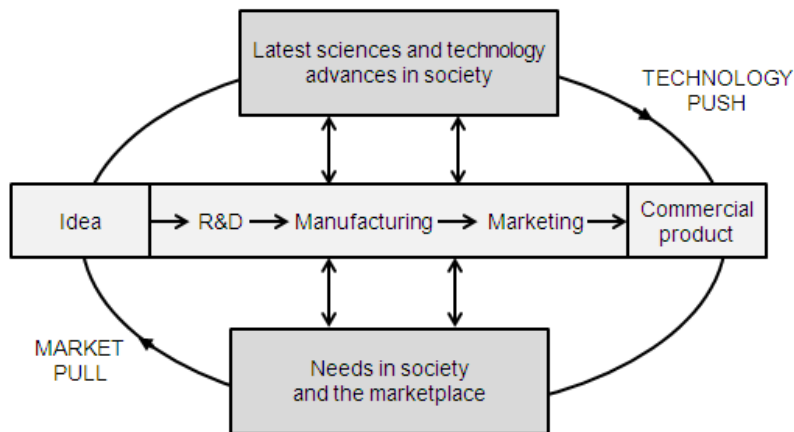 Latest sciences and technology
advances in society
TECHNOLOGY
PUSH
Idea
R&D
Manufacturing
Marketing
Commercial
product
MARKET
PULL
Needs in society
and the marketplace